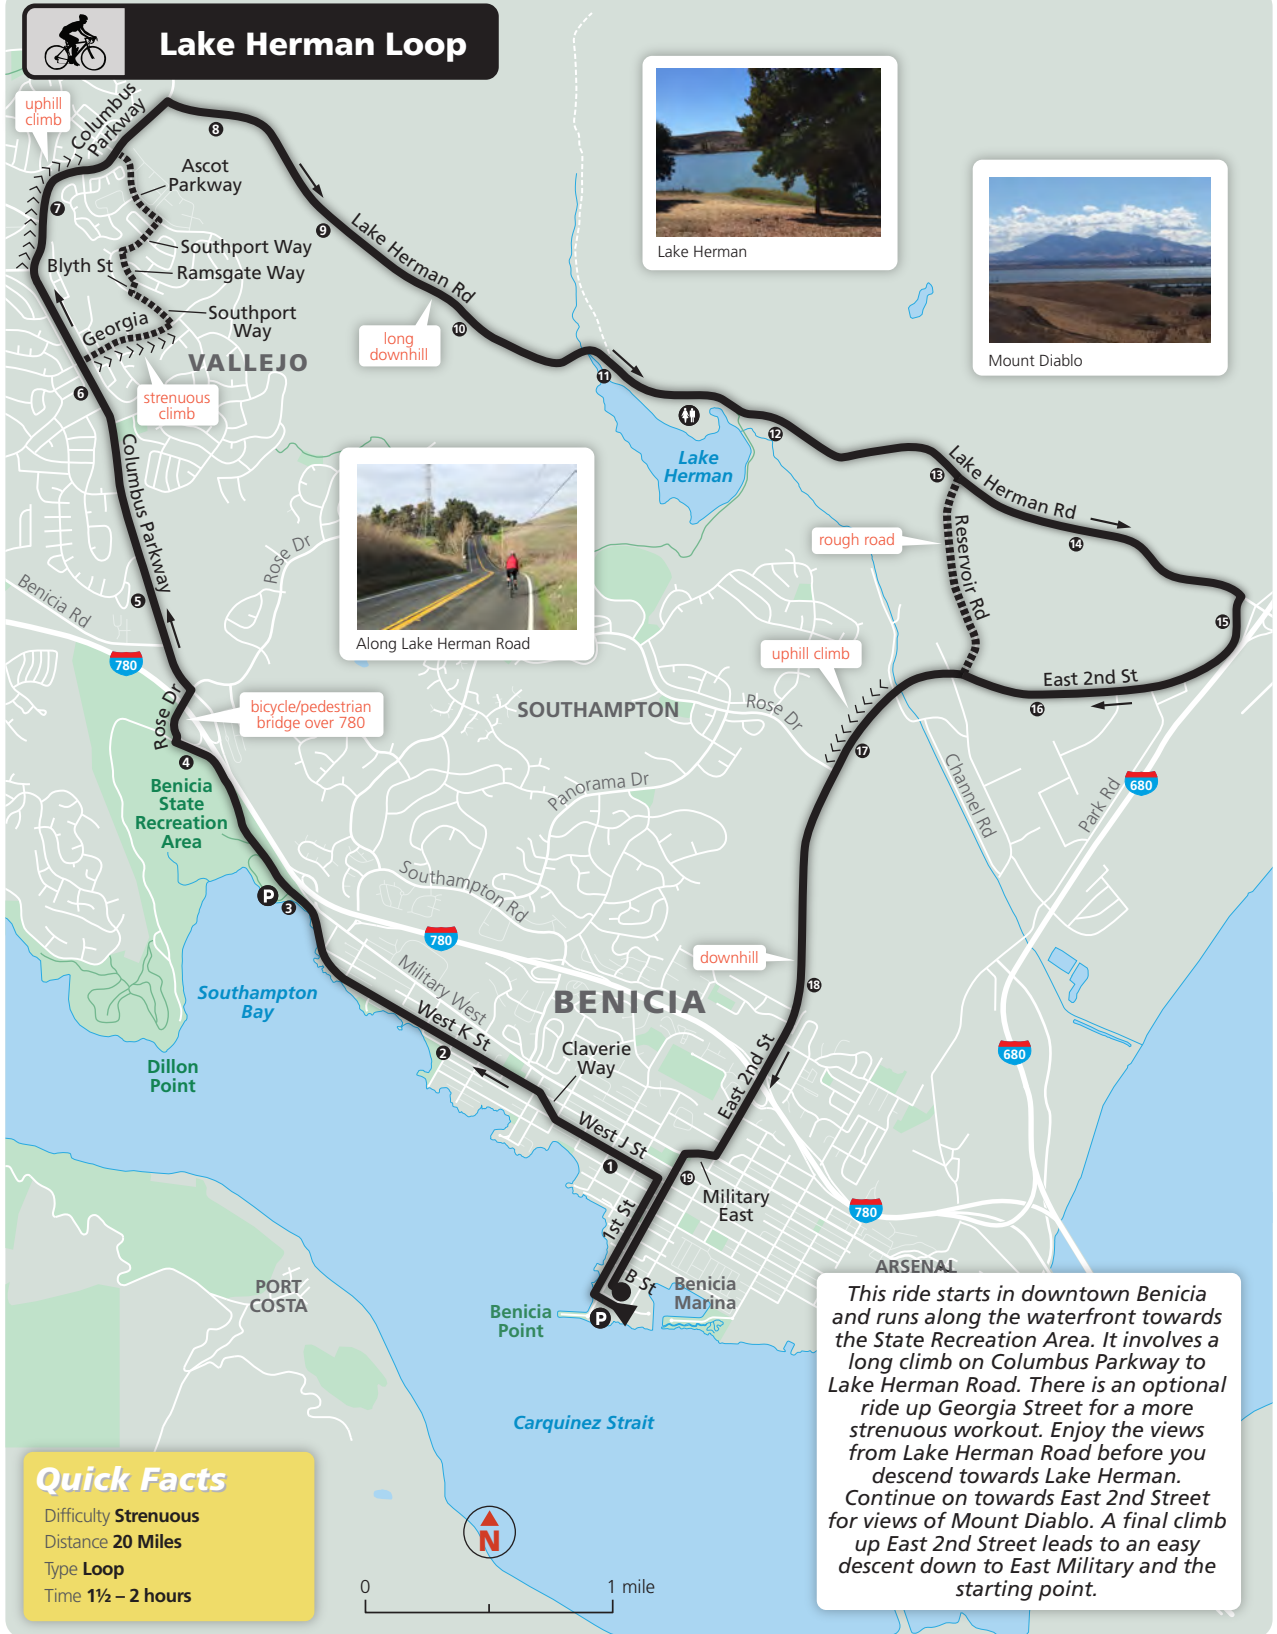 Lake Herman Loop
uphill
climb
Columbus
Parkway
8
Ascot
Parkway
7
9
Lake Herman Rd
Southport Way
Blyth St
Ramsgate Way
Southport
Way
Georgia
10
long
downhill
VALLEJO
6
strenuous
climb
Lake Herman
Mount Diablo
11
12
Lake
Herman
13
Lake Herman Rd
14
rough road
Reservoir Rd
15
Columbus Parkway
Rose Dr
Benicia Rd
5
780
Along Lake Herman Road
uphill climb
East 2nd St
16
Rose Dr
bicycle/pedestrian
bridge over 780
SOUTHAMPTON
Rose Dr
17
4
Benicia
State
Recreation
Area
Panorama Dr
Channel Rd
Park Rd
680
Southampton Rd
P
3
780
downhill
18
Military West
Southampton
Bay
BENICIA
West K St
2
Claverie
Way
680
Dillon
Point
East 2nd St
West J St
1
19
Military
East
780
1st St
B St
Benicia
Marina
ARSENAL
PORT
COSTA
Benicia
Point
P
Carquinez Strait
This ride starts in downtown Benicia
and runs along the waterfront towards
the State Recreation Area. It involves a
long climb on Columbus Parkway to
Lake Herman Road. There is an optional
ride up Georgia Street for a more
strenuous workout. Enjoy the views
from Lake Herman Road before you
descend towards Lake Herman.
Continue on towards East 2nd Street
for views of Mount Diablo. A final climb
up East 2nd Street leads to an easy
descent down to East Military and the
starting point.
Quick Facts
Difficulty Strenuous
Distance 20 Miles
Type Loop
Time 1½ – 2 hours
N
0 1 mile